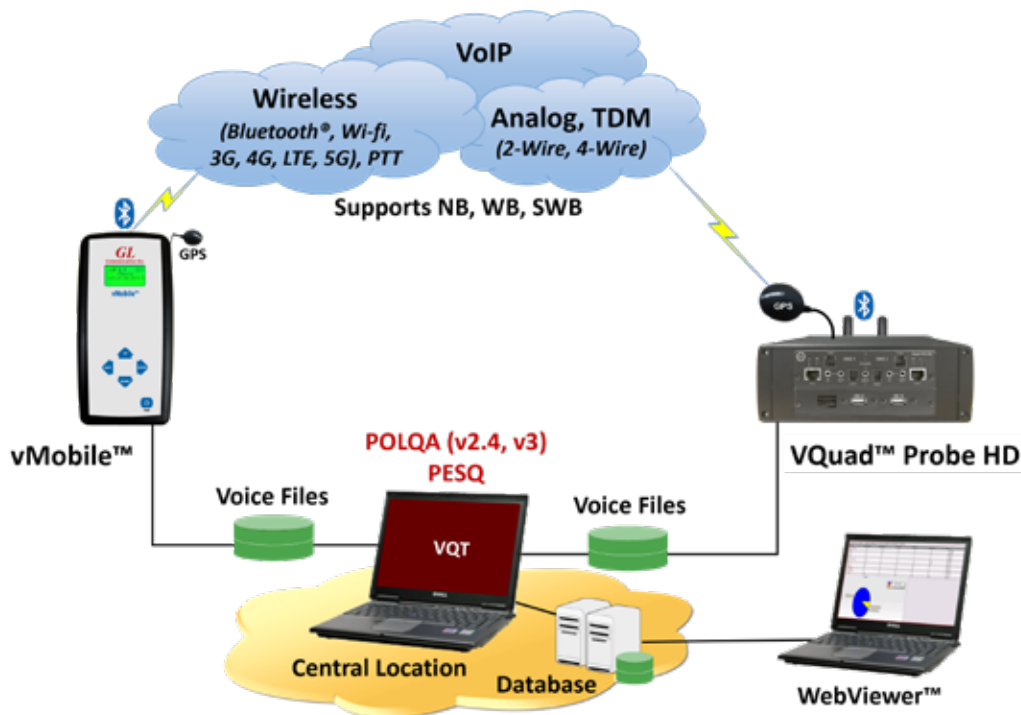 VoIP
Wireless
(Bluetooth®, Wi-fi,
3G, 4G, LTE, 5G), PTT
Analog, TDM
(2-Wire, 4-Wire)
Supports NB, WB, SWB
GPS
GL
vMobile™
GPS
vMobile™
POLQA (v2.4, v3)
PESQ
VQuad™ Probe HD
Voice Files
Voice Files
VQT
Central Location
Database
WebViewer™